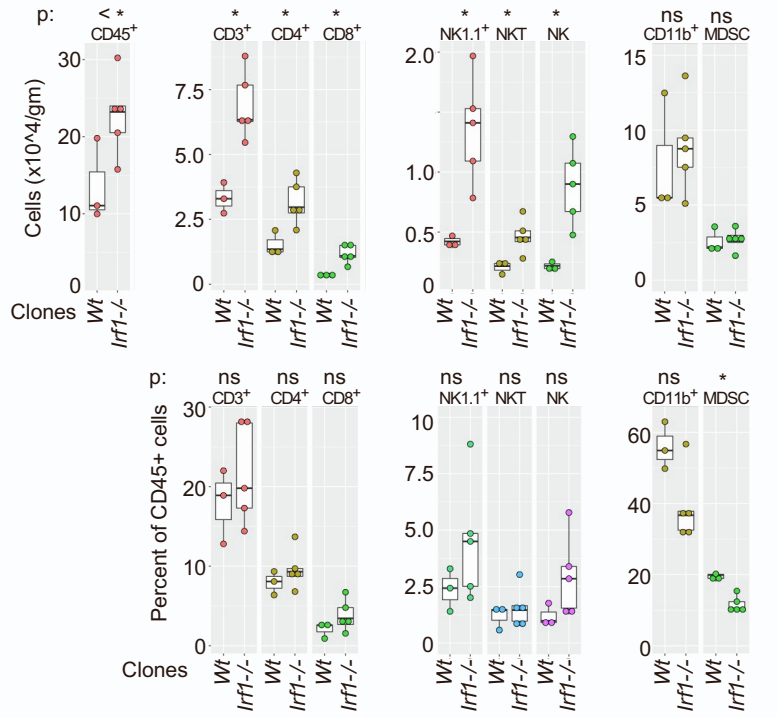 p: < * * * * * * * ns ns
CD45+ CD3+ CD4+ CD8+ NK1.1+ NKT NK CD11b+ MDSC
Cells (x10^4/gm)
30 20 10 0
7.5 5.0 2.5 0
2.0 1.0 0.5 0
15 10 5 0
Clones Wt Irf1-/- Wt Irf1-/- Wt Irf1-/- Wt Irf1-/- Wt Irf1-/- Wt Irf1-/- Wt Irf1-/- Wt Irf1-/- Wt Irf1-/-
p: ns ns ns ns ns ns ns *
CD3+ CD4+ CD8+ NK1.1+ NKT NK CD11b+ MDSC
Percent of CD45+ cells
30 20 10 0
10 7.5 5.0 2.5 0
60 40 20 0
Clones Wt Irf1-/- Wt Irf1-/- Wt Irf1-/- Wt Irf1-/- Wt Irf1-/- Wt Irf1-/- Wt Irf1-/- Wt Irf1-/-